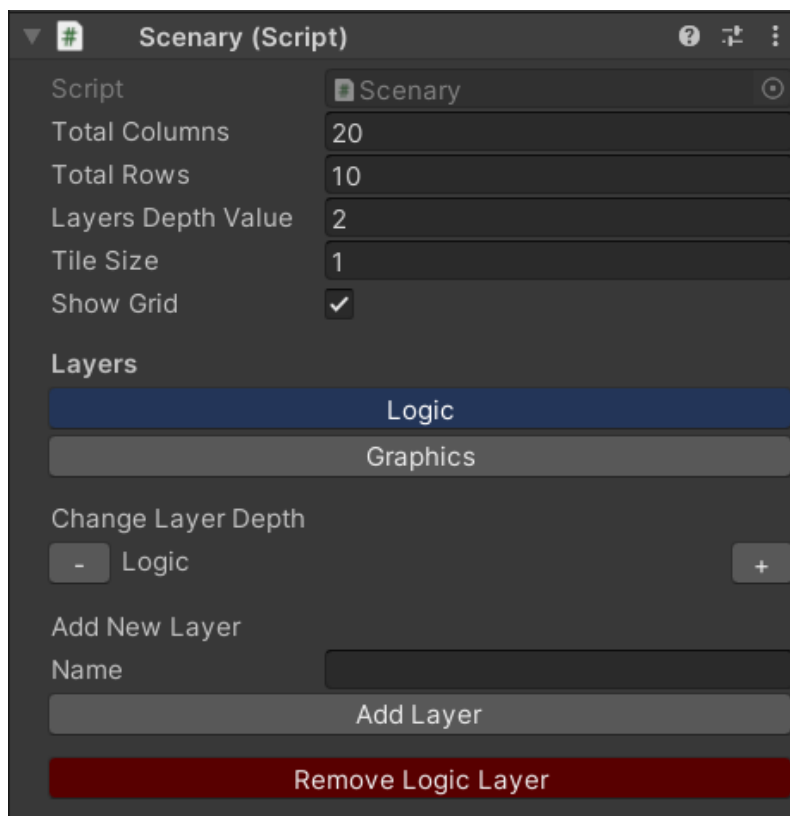 Scenary (Script)
Script Scenary
Total Columns 20
Total Rows 10
Layers Depth Value 2
Tile Size 1
Show Grid
Layers
Logic
Graphics
Change Layer Depth
- Logic +
Add New Layer
Name
Add Layer
Remove Logic Layer